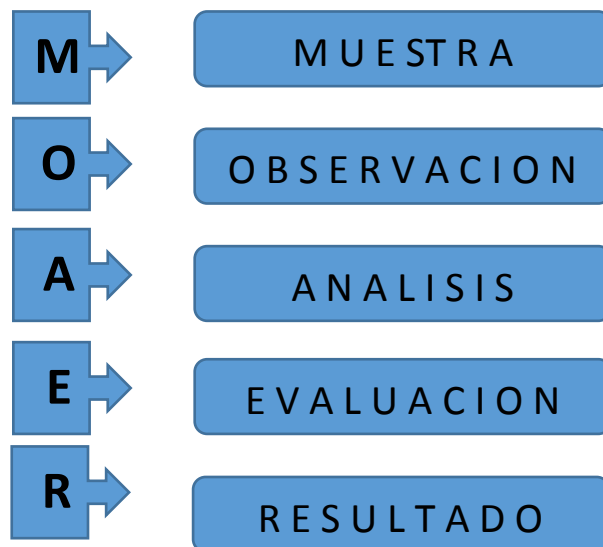 M MUESTRA
O OBSERVACION
A ANALISIS
E EVALUACION
R RESULTADO